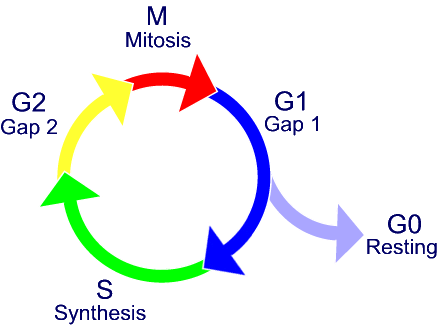 M
Mitosis
G1
Gap 1
G0
Resting
S
Synthesis
G2
Gap 2